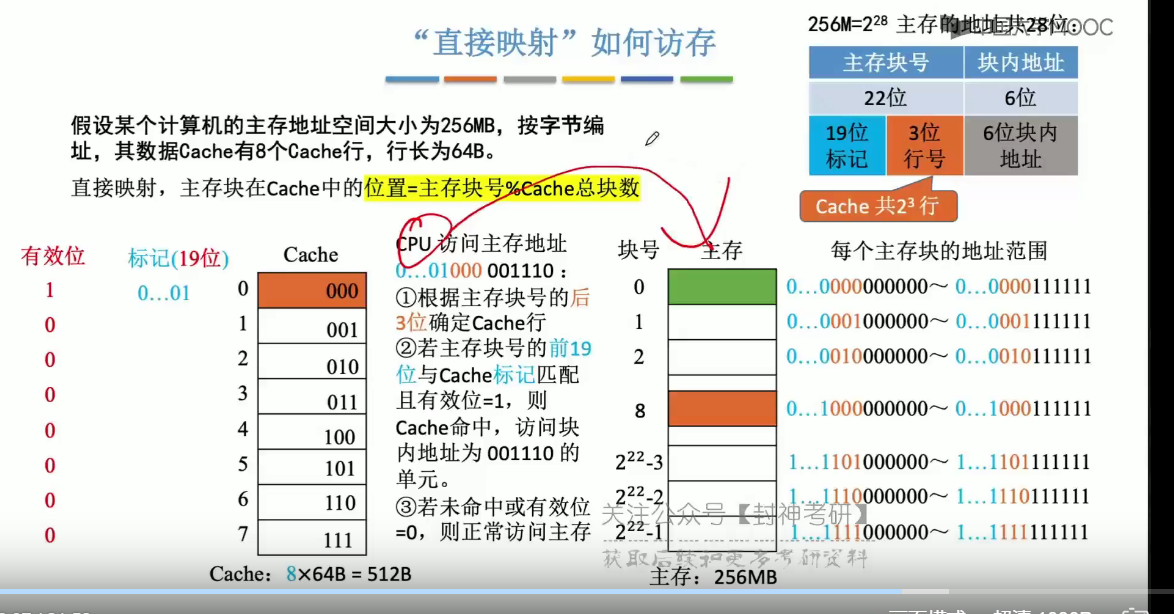 "直接映射"如何访存
256M=2²⁸ 主存的地址共28位:
中国大学MOOC
主存块号 块内地址
22位 6位
19位标记 3位行号 6位块内地址
Cache 共2³ 行
假设某个计算机的主存地址空间大小为256MB，按字节编
址，其数据Cache有8个Cache行，行长为64B。
直接映射，主存块在Cache中的位置=主存块号%Cache总块数
有效位 标记(19位) Cache
1 0…01 0 000
0 1 001
0 2 010
0 3 011
0 4 100
0 5 101
0 6 110
0 7 111
Cache：8×64B = 512B
CPU 访问主存地址
0…01000 001110：
①根据主存块号的后
3位确定Cache行
②若主存块号的前19
位与Cache标记匹配
且有效位=1，则
Cache命中，访问块
内地址为 001110 的
单元。
③若未命中或有效位
=0，则正常访问主存
块号 主存 每个主存块的地址范围
0 0…0000000000～ 0…0000111111
1 0…0001000000～ 0…0001111111
2 0…0010000000～ 0…0010111111
8 0…1000000000～ 0…1000111111
2²²-3 1…1101000000～ 1…1101111111
2²²-2 1…1110000000～ 1…1110111111
2²²-1 1…1111000000～ 1…1111111111
关注公众号【封神考研】
获取后续和更多考研资料
主存：256MB